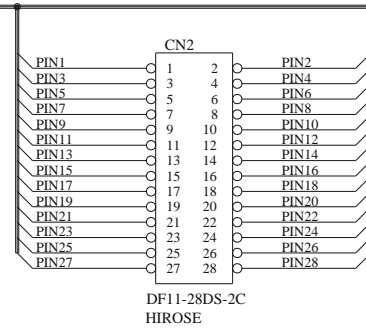 CN2
PIN1 1 2 PIN2
PIN3 3 4 PIN4
PIN5 5 6 PIN6
PIN7 7 8 PIN8
PIN9 9 10 PIN10
PIN11 11 12 PIN12
PIN13 13 14 PIN14
PIN15 15 16 PIN16
PIN17 17 18 PIN18
PIN19 19 20 PIN20
PIN21 21 22 PIN22
PIN23 23 24 PIN24
PIN25 25 26 PIN26
PIN27 27 28 PIN28
DF11-28DS-2C
HIROSE